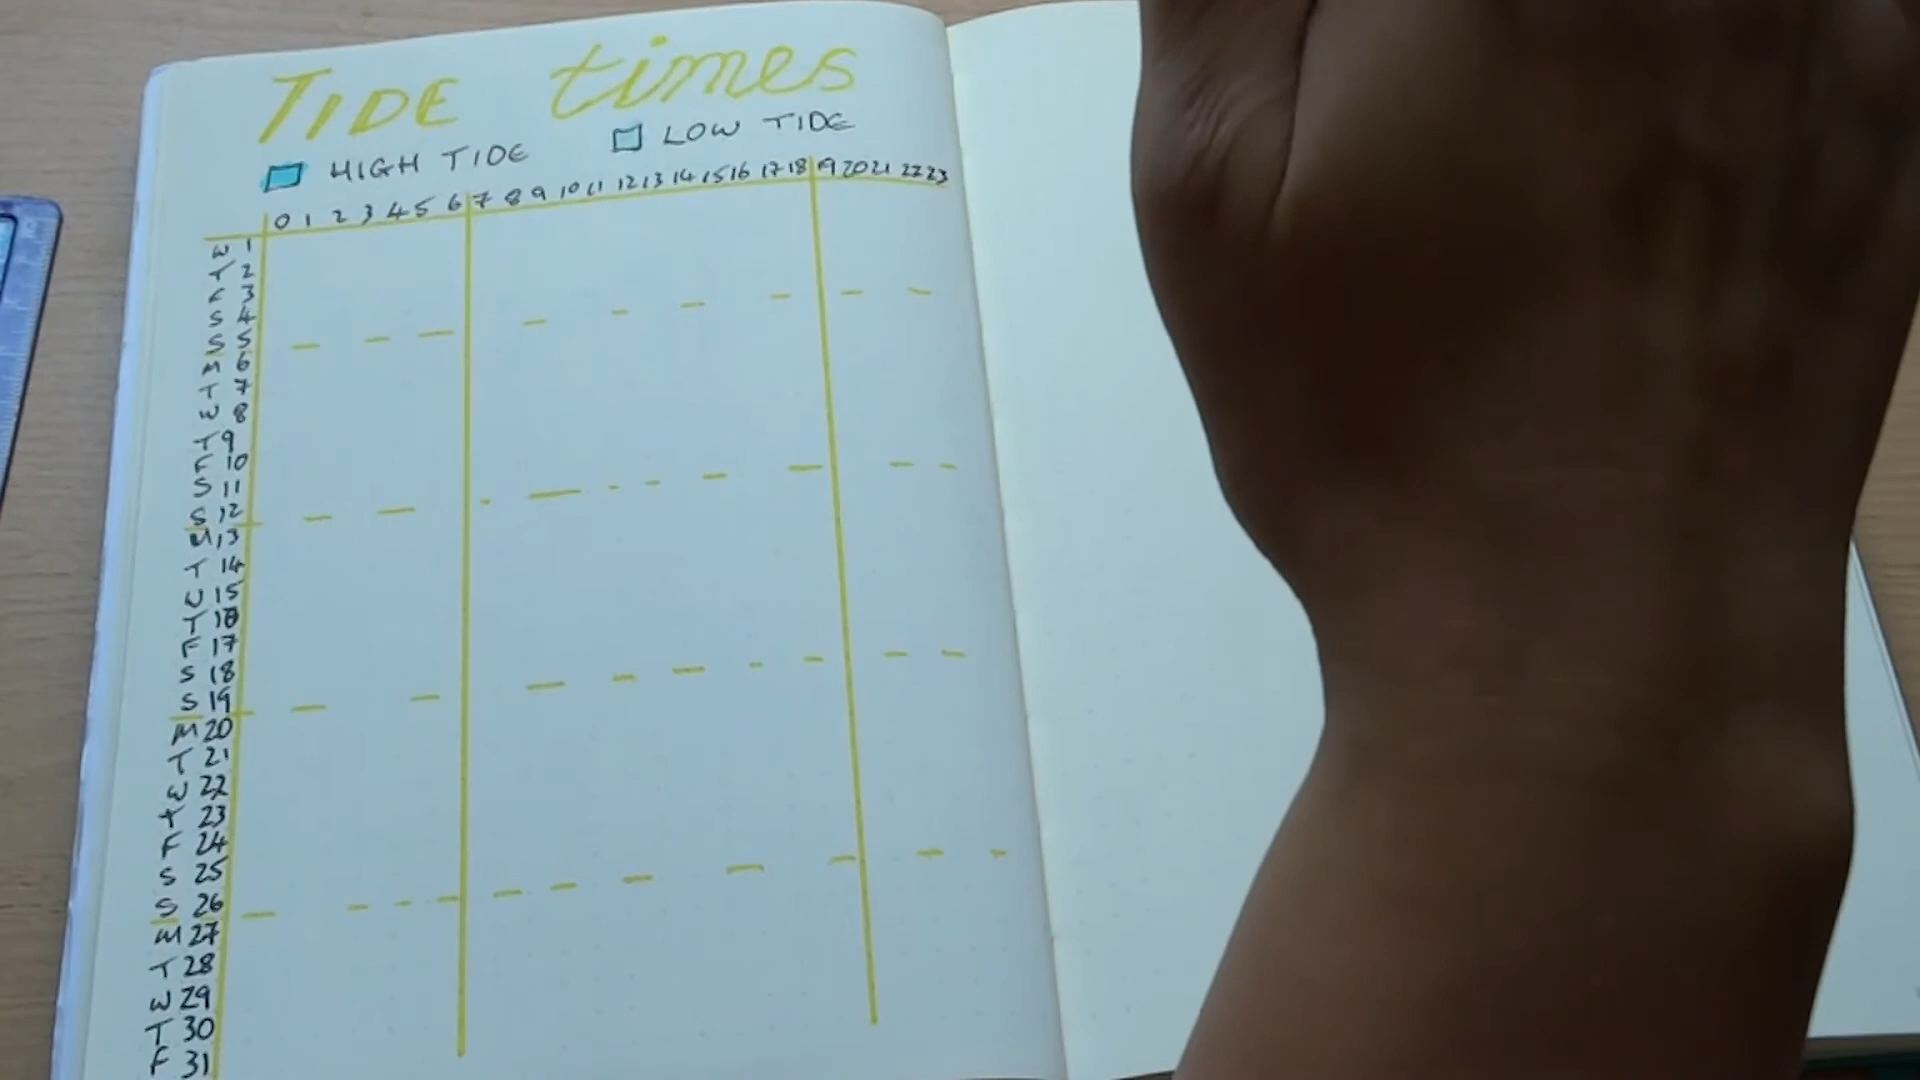 TIDE times
HIGH TIDE LOW TIDE
0 1 2 3 4 5 6 7 8 9 10 11 12 13 14 15 16 17 18 19 20 21 22 23
W 1
T 2
F 3
S 4
S 5
M 6
T 7
W 8
T 9
F 10
S 11
S 12
M 13
T 14
W 15
T 16
F 17
S 18
S 19
M 20
T 21
W 22
T 23
F 24
S 25
S 26
M 27
T 28
W 29
T 30
F 31